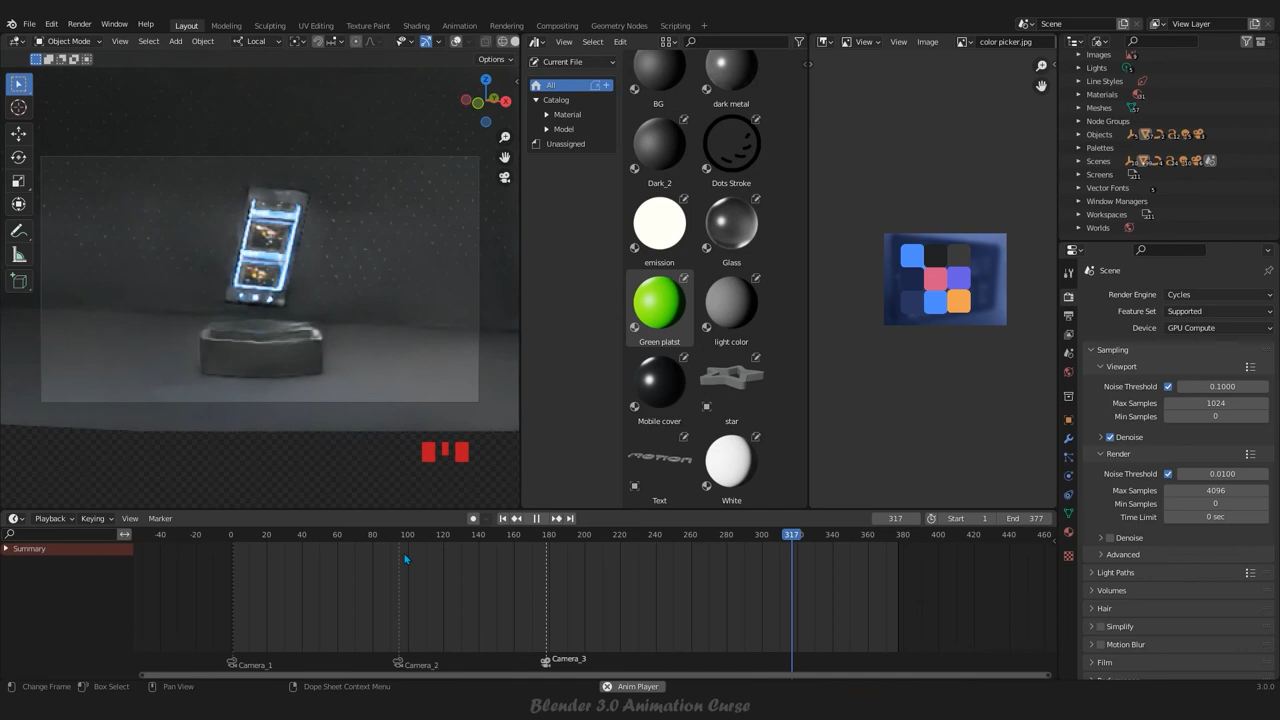 File Edit Render Window Help Layout Modeling Sculpting UV Editing Texture Paint Shading Animation Rendering Compositing Geometry Nodes Scripting + Scene View Layer
Object Mode View Select Add Object Local View Select Edit View View Image color picker.jpg
Options
Current File
All
Catalog
Material
Model
Unassigned
BG dark metal
Dark_2 Dots Stroke
emission Glass
Green platst light color
Mobile cover star
Text White
MOTION
Z
X
Images
Lights 5
Line Styles
Materials 31
Meshes 57
Node Groups
Objects
Palettes
Scenes
Screens 11
Vector Fonts 5
Window Managers
Workspaces 11
Worlds
Scene
Render Engine Cycles
Feature Set Supported
Device GPU Compute
Sampling
Viewport
Noise Threshold 0.1000
Max Samples 1024
Min Samples 0
Denoise
Render
Noise Threshold 0.0100
Max Samples 4096
Min Samples 0
Time Limit 0 sec
Denoise
Advanced
Light Paths
Volumes
Hair
Simplify
Motion Blur
Film
Playback Keying View Marker 317 Start 1 End 377
-40 -20 0 20 40 60 80 100 120 140 160 180 200 220 240 260 280 300 317 340 360 380 400 420 440 460
Summary
Camera_1 Camera_2 Camera_3
Change Frame Box Select Pan View Dope Sheet Context Menu Anim Player 3.0.0
Blender 3.0 Animation Curse